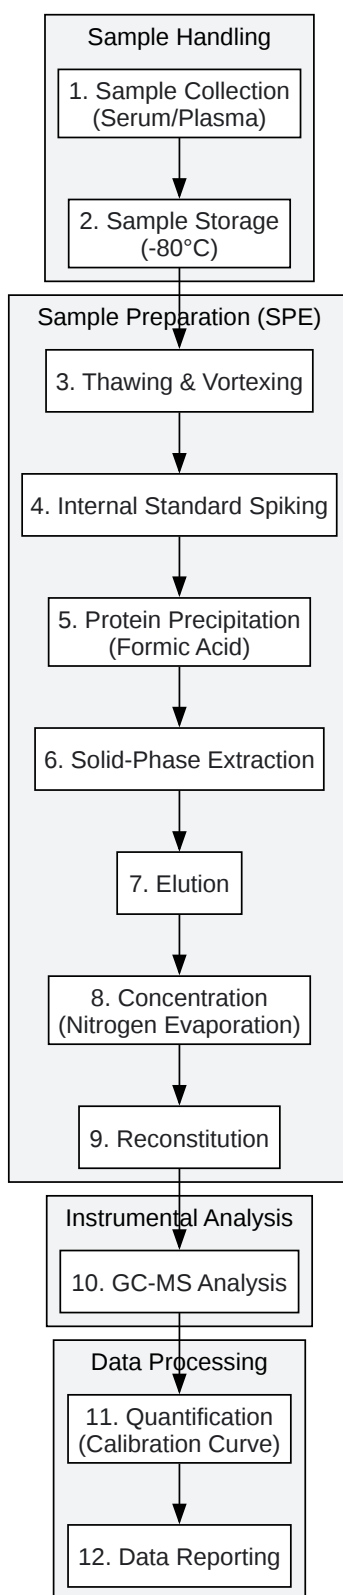 Sample Handling
1. Sample Collection
(Serum/Plasma)
2. Sample Storage
(-80°C)
Sample Preparation (SPE)
3. Thawing & Vortexing
4. Internal Standard Spiking
5. Protein Precipitation
(Formic Acid)
6. Solid-Phase Extraction
7. Elution
8. Concentration
(Nitrogen Evaporation)
9. Reconstitution
Instrumental Analysis
10. GC-MS Analysis
Data Processing
11. Quantification
(Calibration Curve)
12. Data Reporting